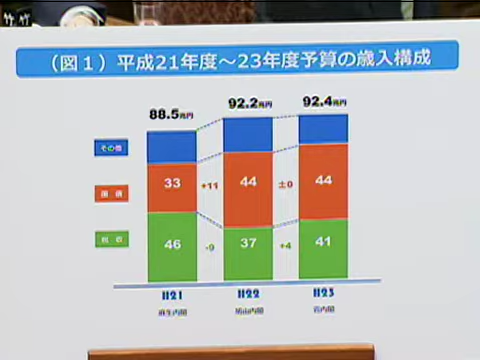 （図１）平成21年度～23年度予算の歳入構成
88.5兆円
92.2兆円
92.4兆円
その他
国債
税収
33
+11
44
±0
44
46
-9
37
+4
41
H21
H22
H23
麻生内閣
鳩山内閣
菅内閣